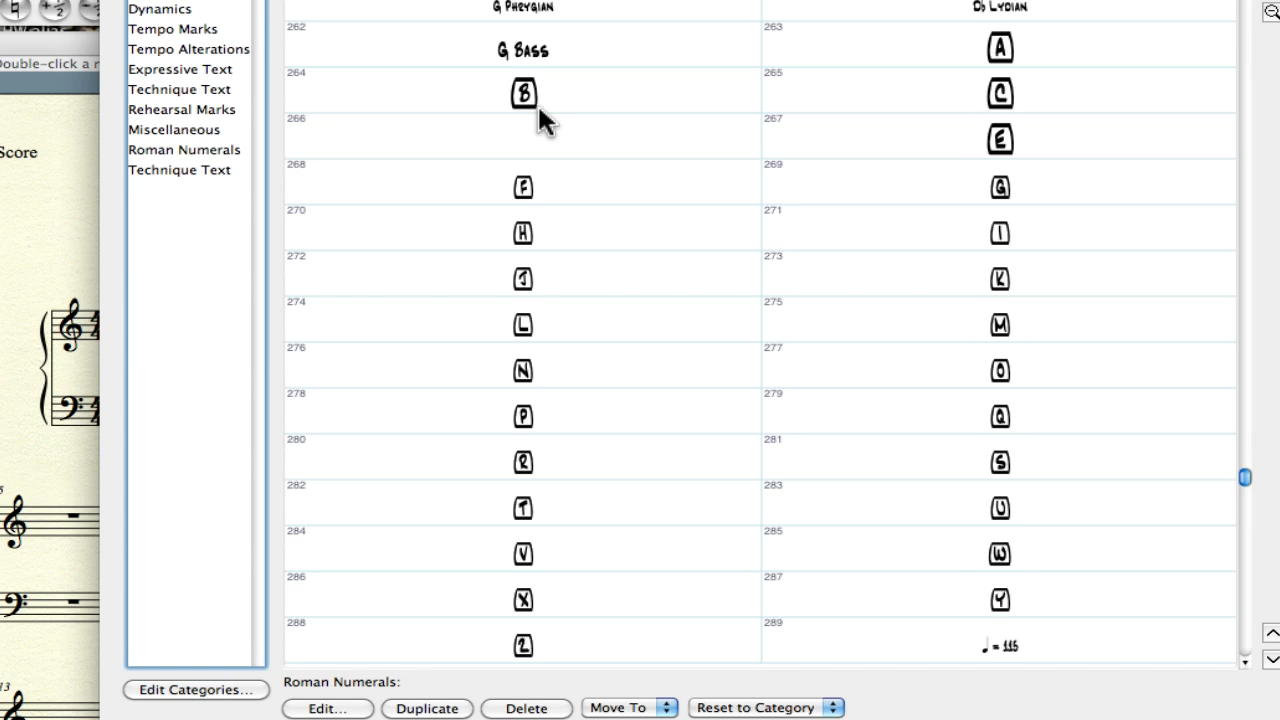 Dynamics
Tempo Marks
Tempo Alterations
Expressive Text
Technique Text
Rehearsal Marks
Miscellaneous
Roman Numerals
Technique Text
Edit Categories...
Double-click a r
Score
13
G Phrygian
Db Lydian
262
G Bass
263
A
264
B
265
C
266
267
E
268
F
269
G
270
H
271
I
272
J
273
K
274
L
275
M
276
N
277
O
278
P
279
Q
280
R
281
S
282
T
283
U
284
V
285
W
286
X
287
Y
288
Z
289
♩ = 115
Roman Numerals:
Edit...
Duplicate
Delete
Move To
Reset to Category